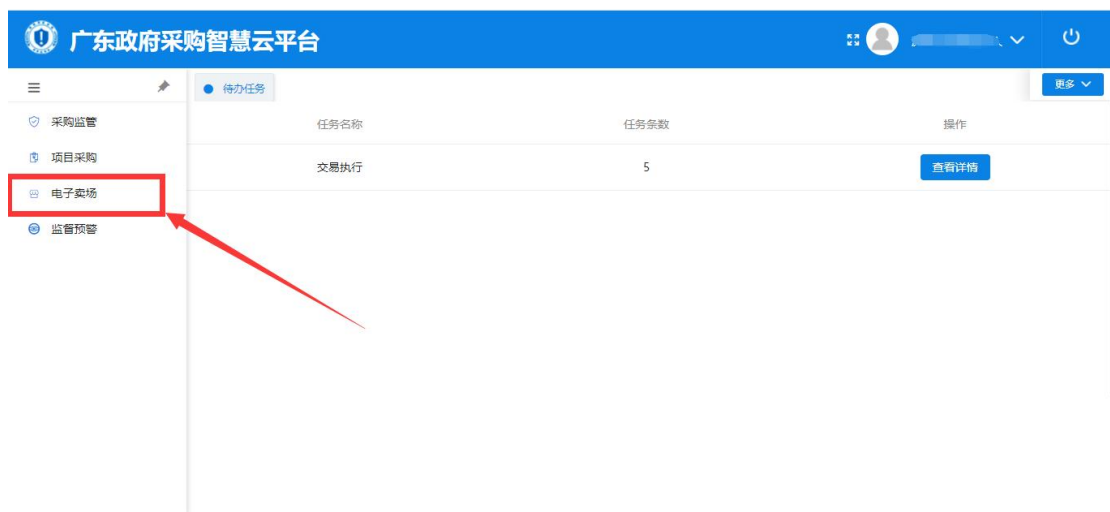 广东政府采购智慧云平台
待办任务
更多
采购监管
项目采购
电子卖场
监督预警
任务名称 任务条数 操作
交易执行 5 查看详情